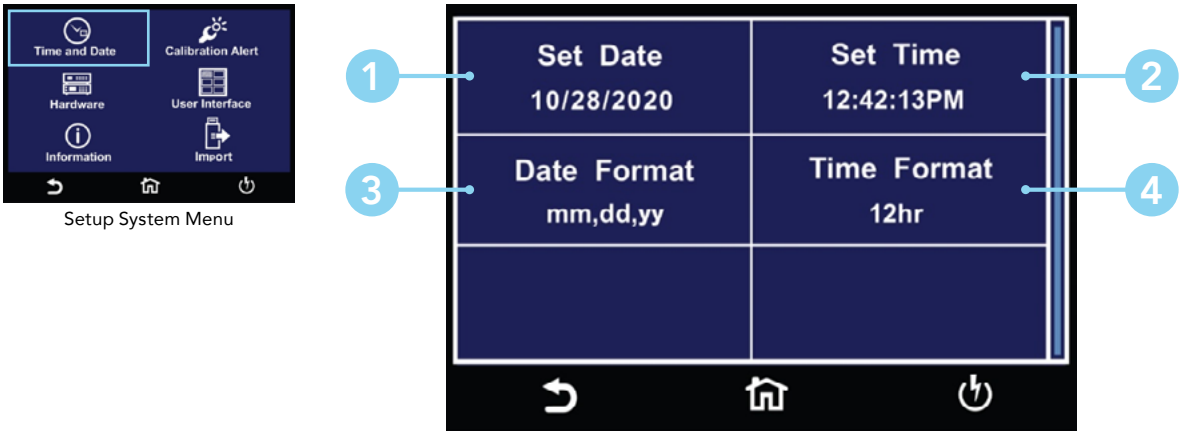 Time and Date
Calibration Alert
Hardware
User Interface
Information
Import
Setup System Menu
1
Set Date
10/28/2020
Set Time
12:42:13PM
2
3
Date Format
mm,dd,yy
Time Format
12hr
4